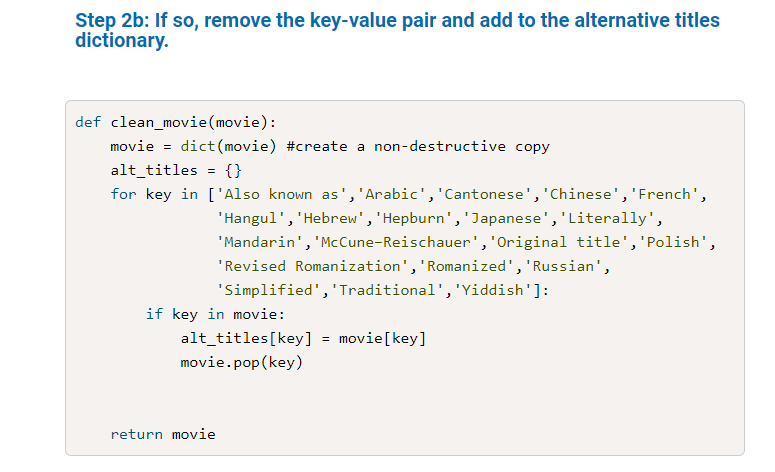 Step 2b: If so, remove the key-value pair and add to the alternative titles
dictionary.
def clean_movie(movie):
    movie = dict(movie) #create a non-destructive copy
    alt_titles = {}
    for key in ['Also known as','Arabic','Cantonese','Chinese','French',
                'Hangul','Hebrew','Hepburn','Japanese','Literally',
                'Mandarin','McCune-Reischauer','Original title','Polish',
                'Revised Romanization','Romanized','Russian',
                'Simplified','Traditional','Yiddish']:
        if key in movie:
            alt_titles[key] = movie[key]
            movie.pop(key)
    return movie